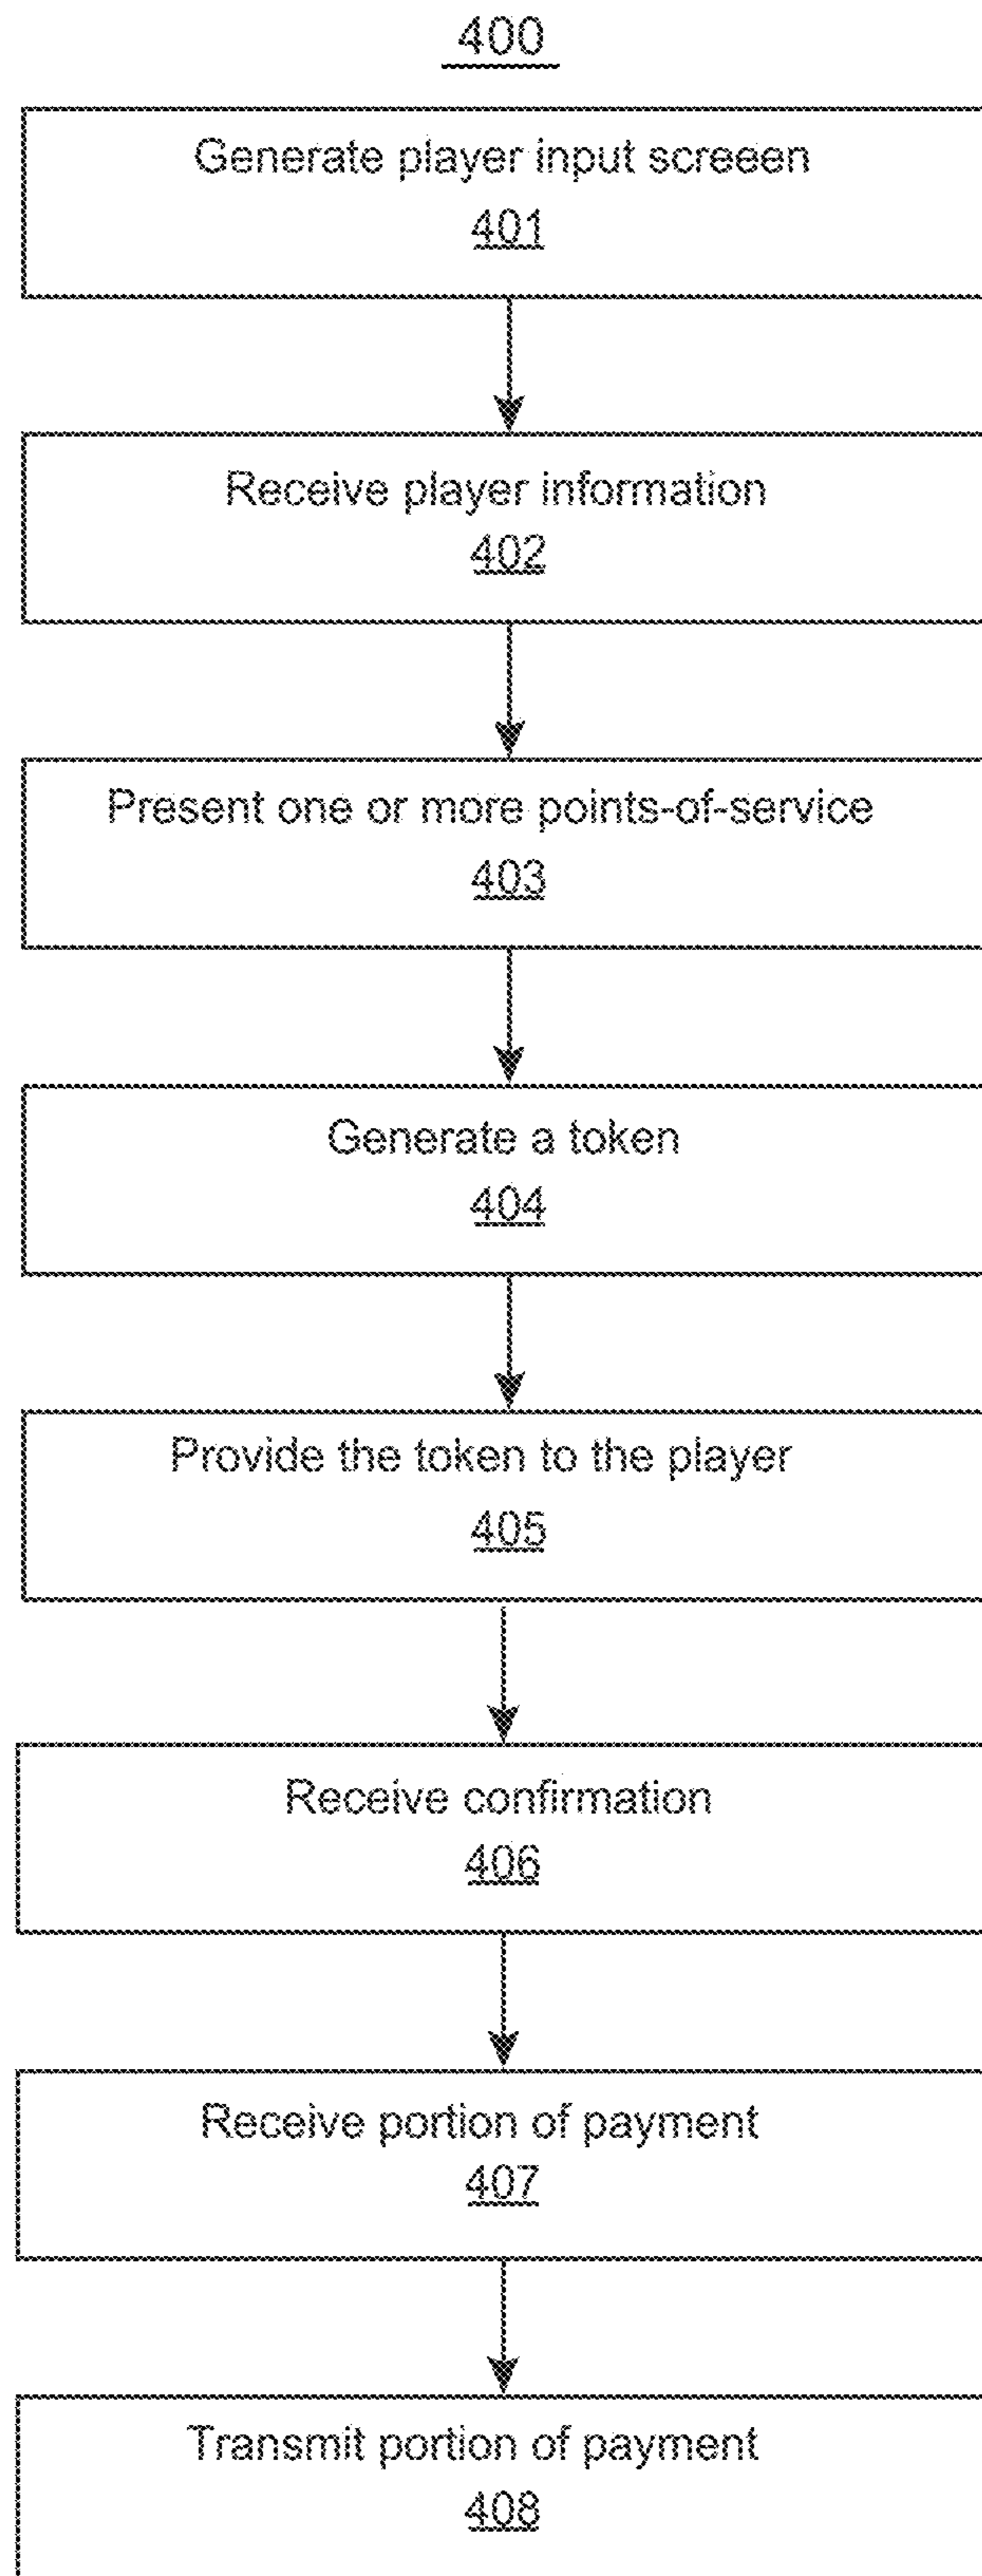 400
Generate player input screeen
401
Receive player information
402
Present one or more points-of-service
403
Generate a token
404
Provide the token to the player
405
Receive confirmation
406
Receive portion of payment
407
Transmit portion of payment
408